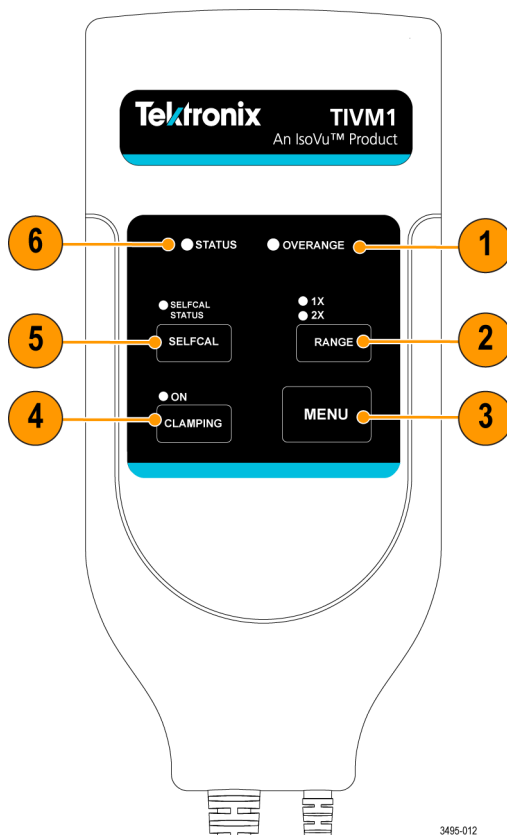 Tektronix
TIVM1
An IsoVu™ Product
6
STATUS
OVERANGE
1
SELFCAL
STATUS
1X
2X
5
SELFCAL
RANGE
2
ON
4
CLAMPING
MENU
3
3495-012